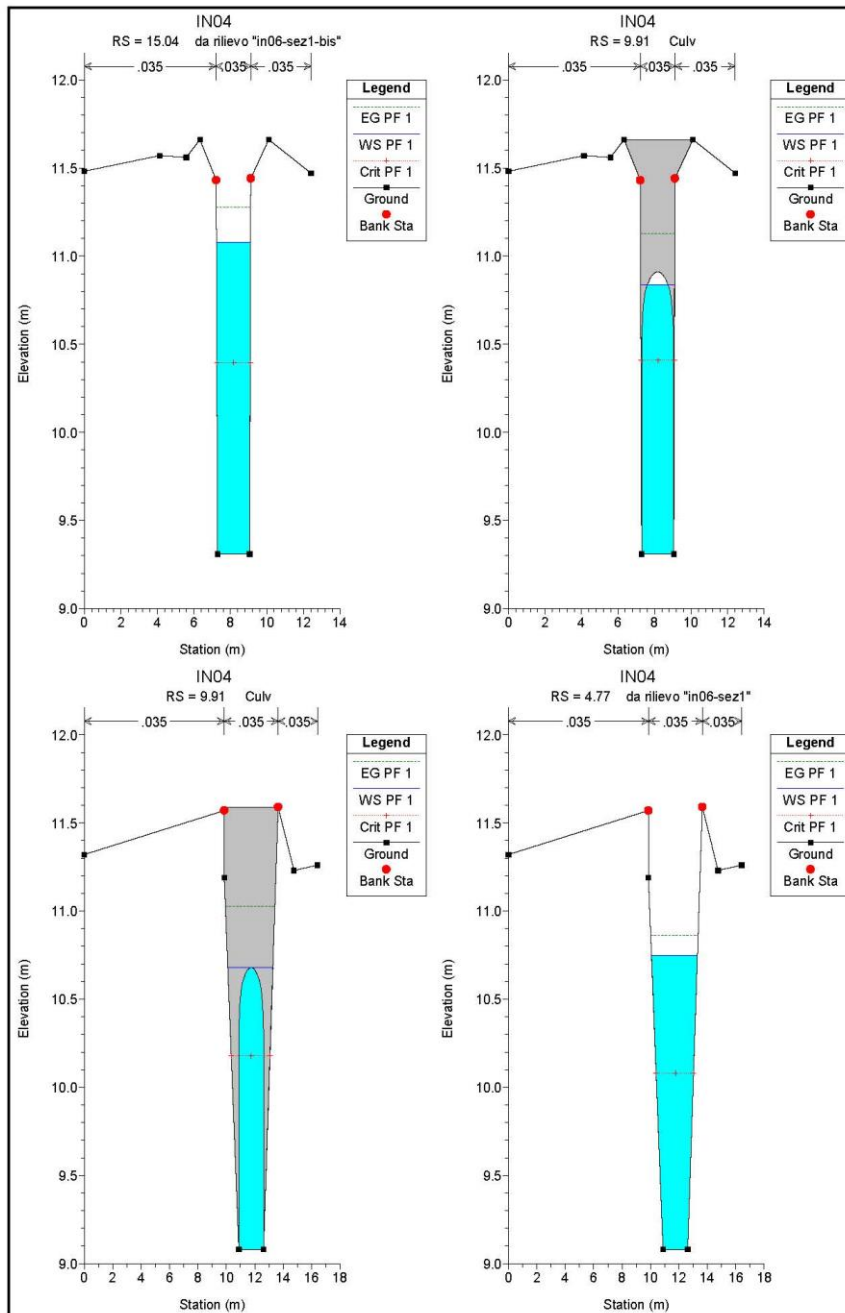 IN04
RS = 15.04 da rilievo "in06-sez1-bis"
.035 .035 .035
12.0
11.5
11.0
10.5
10.0
9.5
9.0
Elevation (m)
0 2 4 6 8 10 12 14
Station (m)
Legend
EG PF 1
WS PF 1
Crit PF 1
Ground
Bank Sta
IN04
RS = 9.91 Culv
.035 .035 .035
12.0
11.5
11.0
10.5
10.0
9.5
9.0
Elevation (m)
0 2 4 6 8 10 12 14
Station (m)
Legend
EG PF 1
WS PF 1
Crit PF 1
Ground
Bank Sta
IN04
RS = 9.91 Culv
.035 .035 .035
12.0
11.5
11.0
10.5
10.0
9.5
9.0
Elevation (m)
0 2 4 6 8 10 12 14 16 18
Station (m)
Legend
EG PF 1
WS PF 1
Crit PF 1
Ground
Bank Sta
IN04
RS = 4.77 da rilievo "in06-sez1"
.035 .035 .035
12.0
11.5
11.0
10.5
10.0
9.5
9.0
Elevation (m)
0 2 4 6 8 10 12 14 16 18
Station (m)
Legend
EG PF 1
WS PF 1
Crit PF 1
Ground
Bank Sta